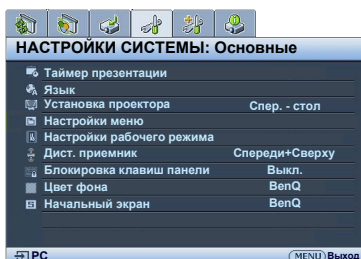 НАСТРОЙКИ СИСТЕМЫ: Основные
Таймер презентации
Язык
Установка проектора Спер. - стол
Настройки меню
Настройки рабочего режима
Дист. приемник Спереди+Сверху
Блокировка клавиш панели Выкл.
Цвет фона BenQ
Начальный экран BenQ
PC MENU Выход